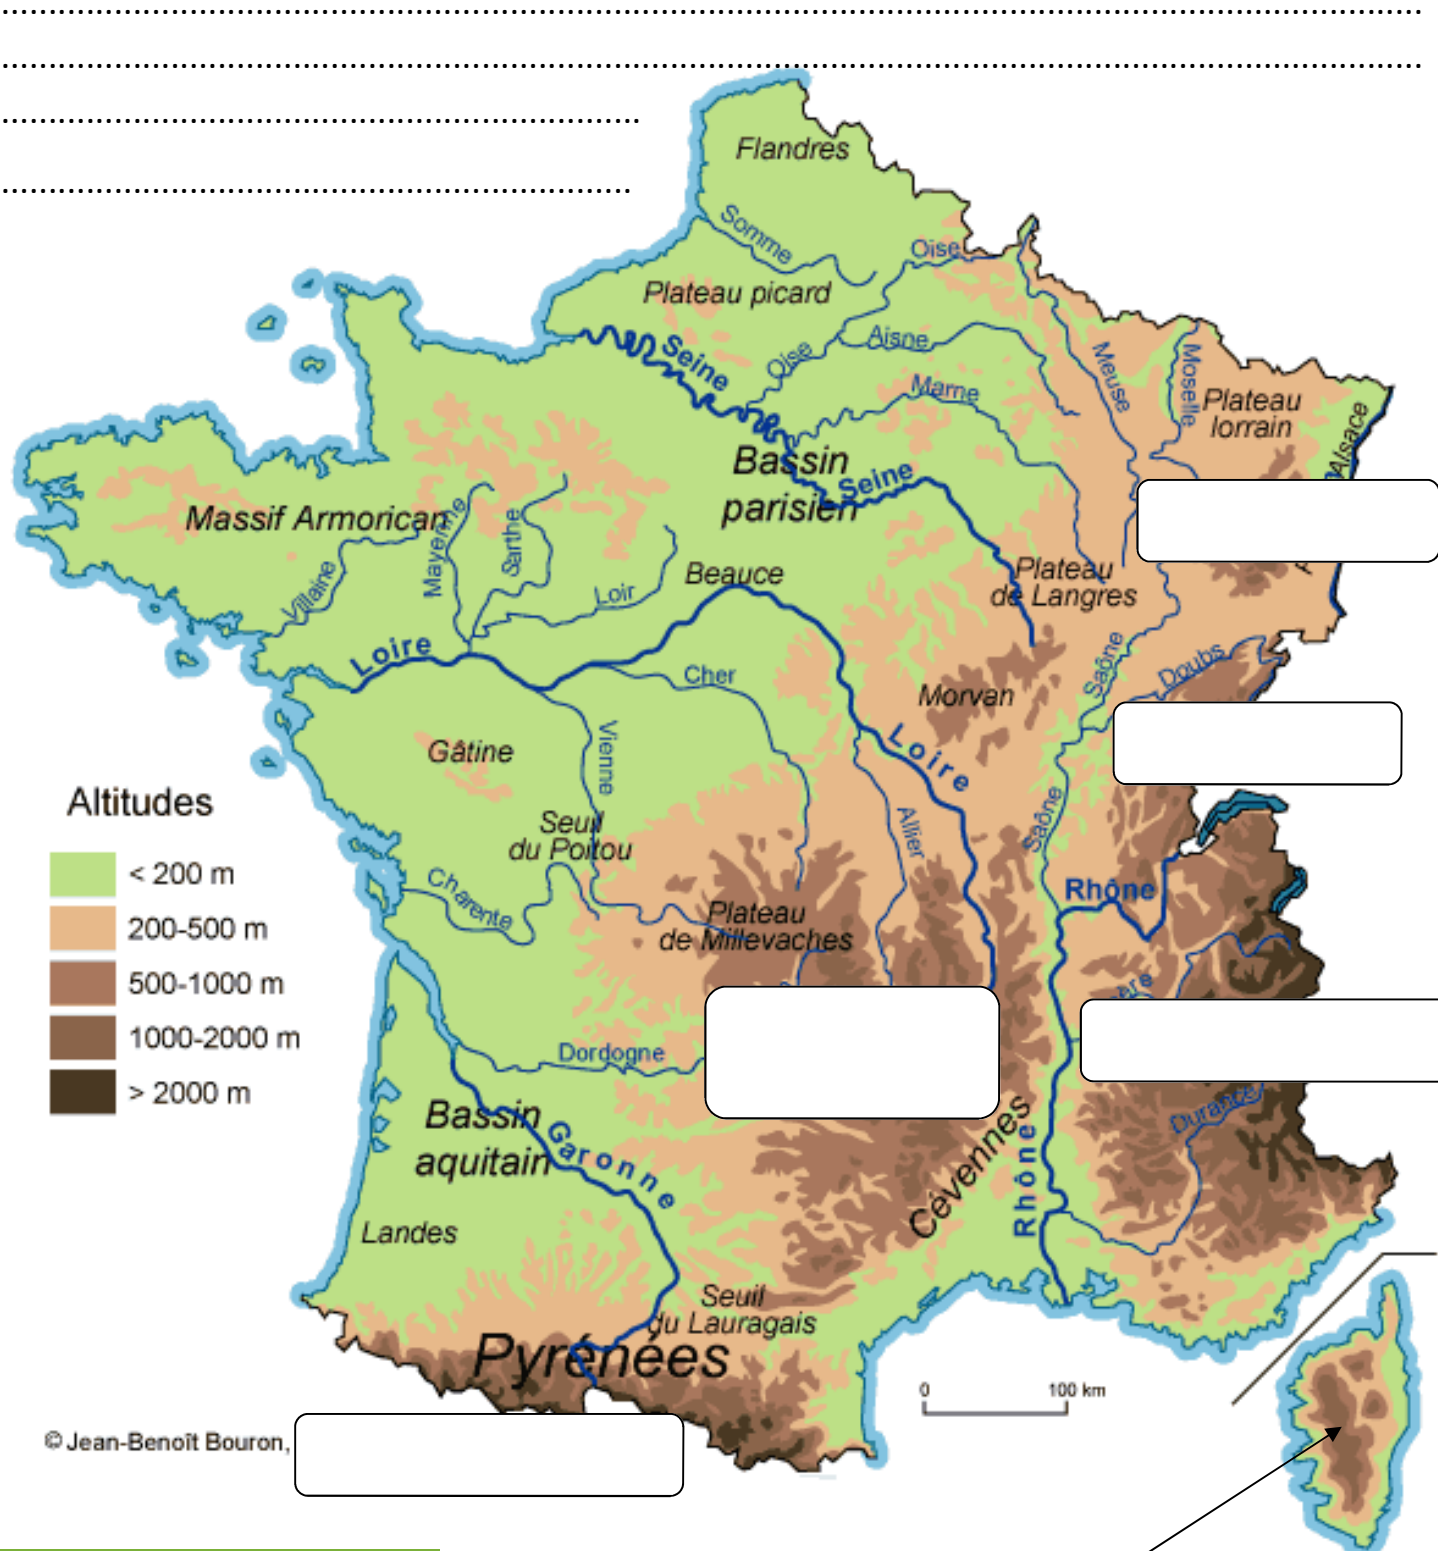 Flandres
Somme
Oise
Plateau picard
Seine
Oise
Aisne
Marne
Meuse
Moselle
Plateau
lorrain
Alsace
Bassin
parisien
Seine
Massif Armoricain
Mayenne
Sarthe
Villaine
Loir
Beauce
Plateau
de Langres
Loire
Cher
Saône
Doubs
Morvan
Gâtine
Vienne
Loire
Altitudes
< 200 m
200-500 m
500-1000 m
1000-2000 m
> 2000 m
Seuil
du Poitou
Allier
Saône
Charente
Rhône
Plateau
de Millevaches
ère
Dordogne
Bassin
aquitain
Garonne
Cévennes
Rhône
Durance
Landes
Seuil
du Lauragais
Pyrénées
0 100 km
© Jean-Benoît Bouron,